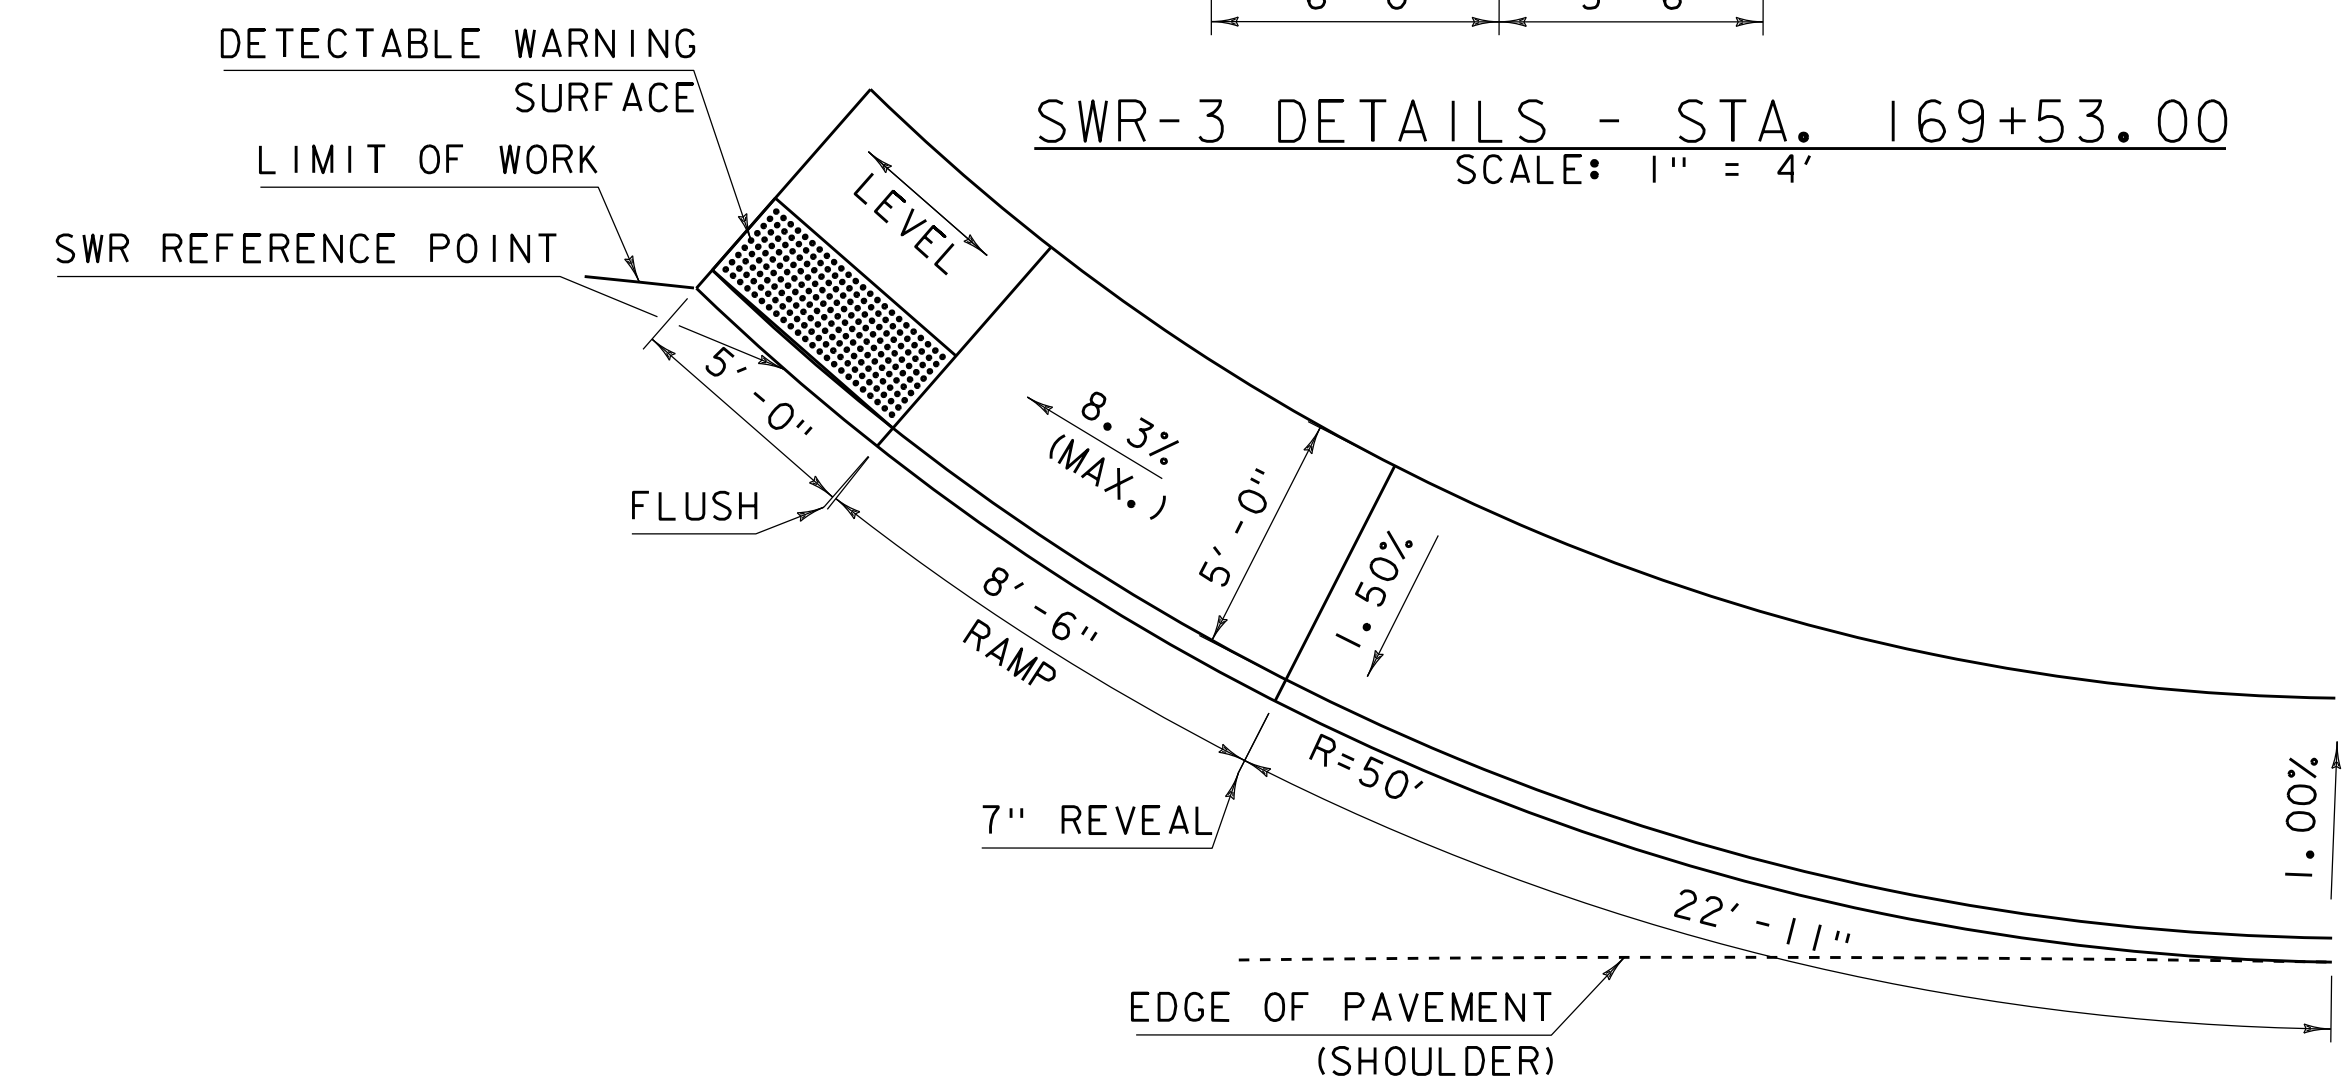 DETECTABLE WARNING
SURFACE
LIMIT OF WORK
SWR REFERENCE POINT
SWR-3 DETAILS - STA. 169+53.00
SCALE: 1" = 4'
LEVEL
5'-0"
8.3%
(MAX.)
5'-0"
1.50%
FLUSH
8'-6"
RAMP
R=50'
7" REVEAL
1.00%
22'-11"
EDGE OF PAVEMENT
(SHOULDER)